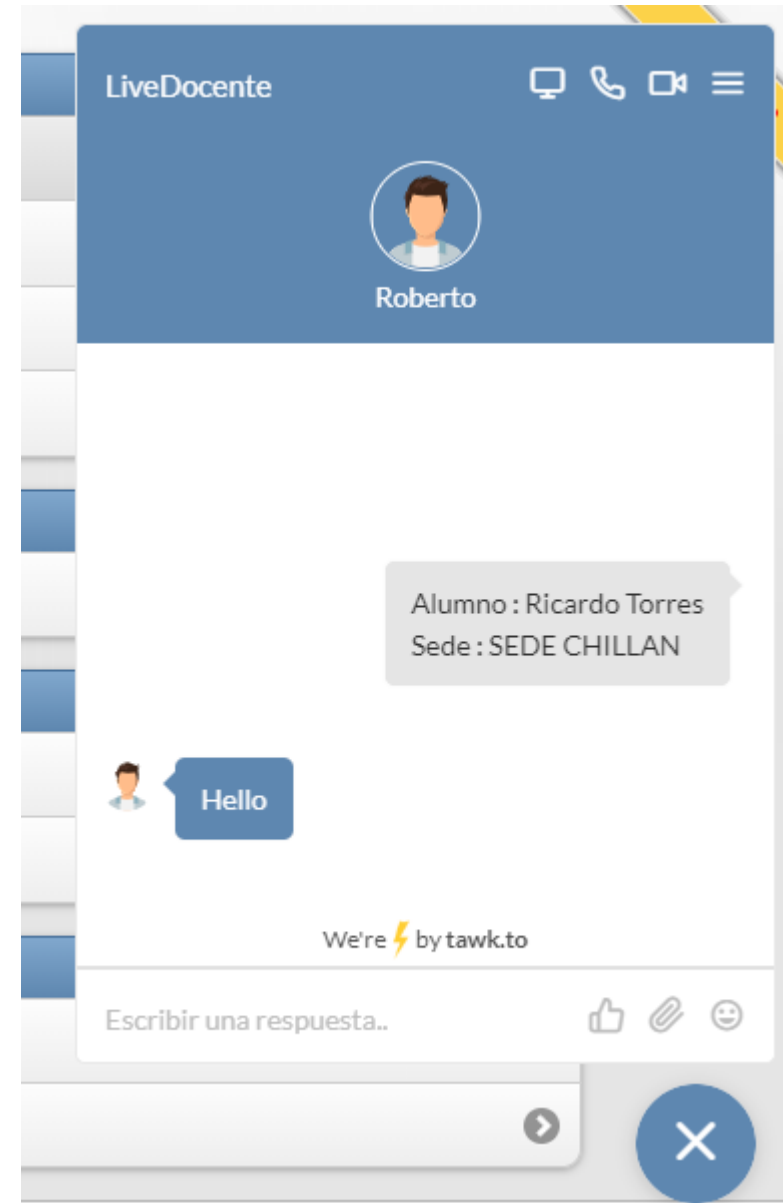 LiveDocente
Roberto
Alumno : Ricardo Torres
Sede : SEDE CHILLAN
Hello
We're by tawk.to
Escribir una respuesta..